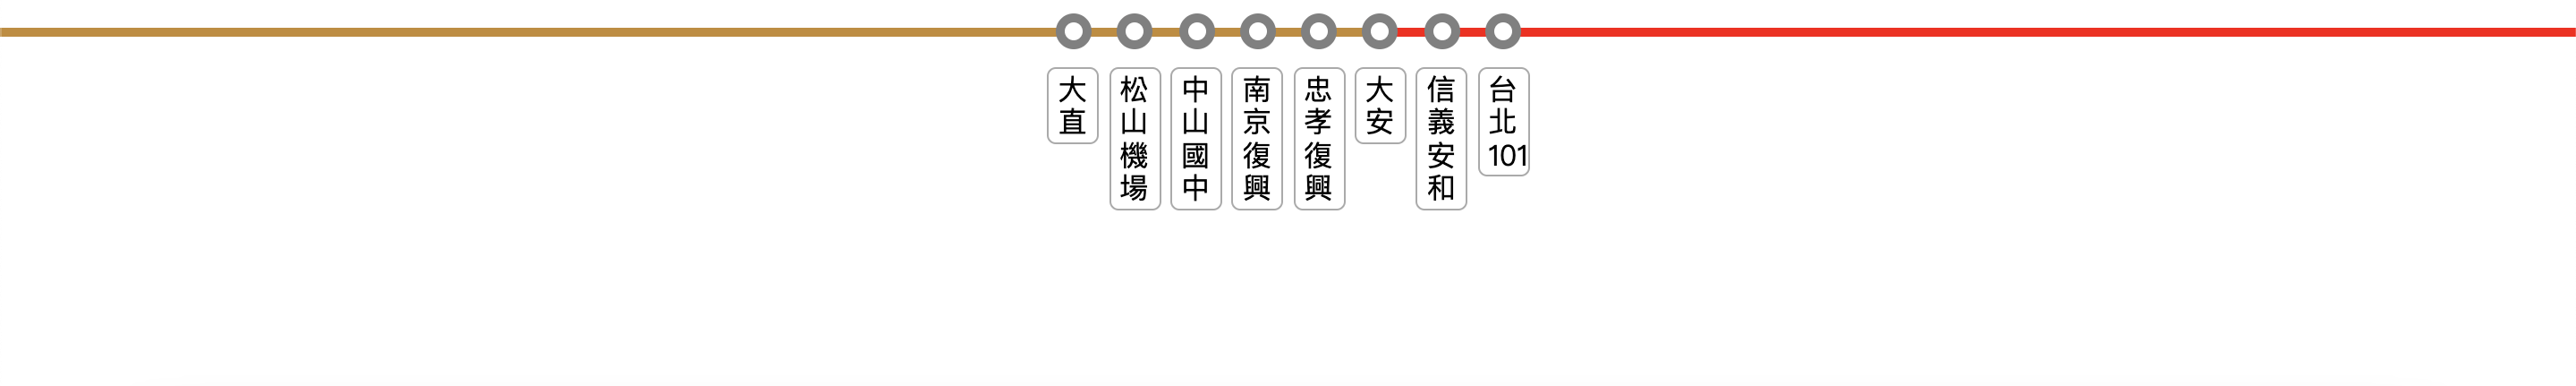 大直
松山機場
中山國中
南京復興
忠孝復興
大安
信義安和
台北101